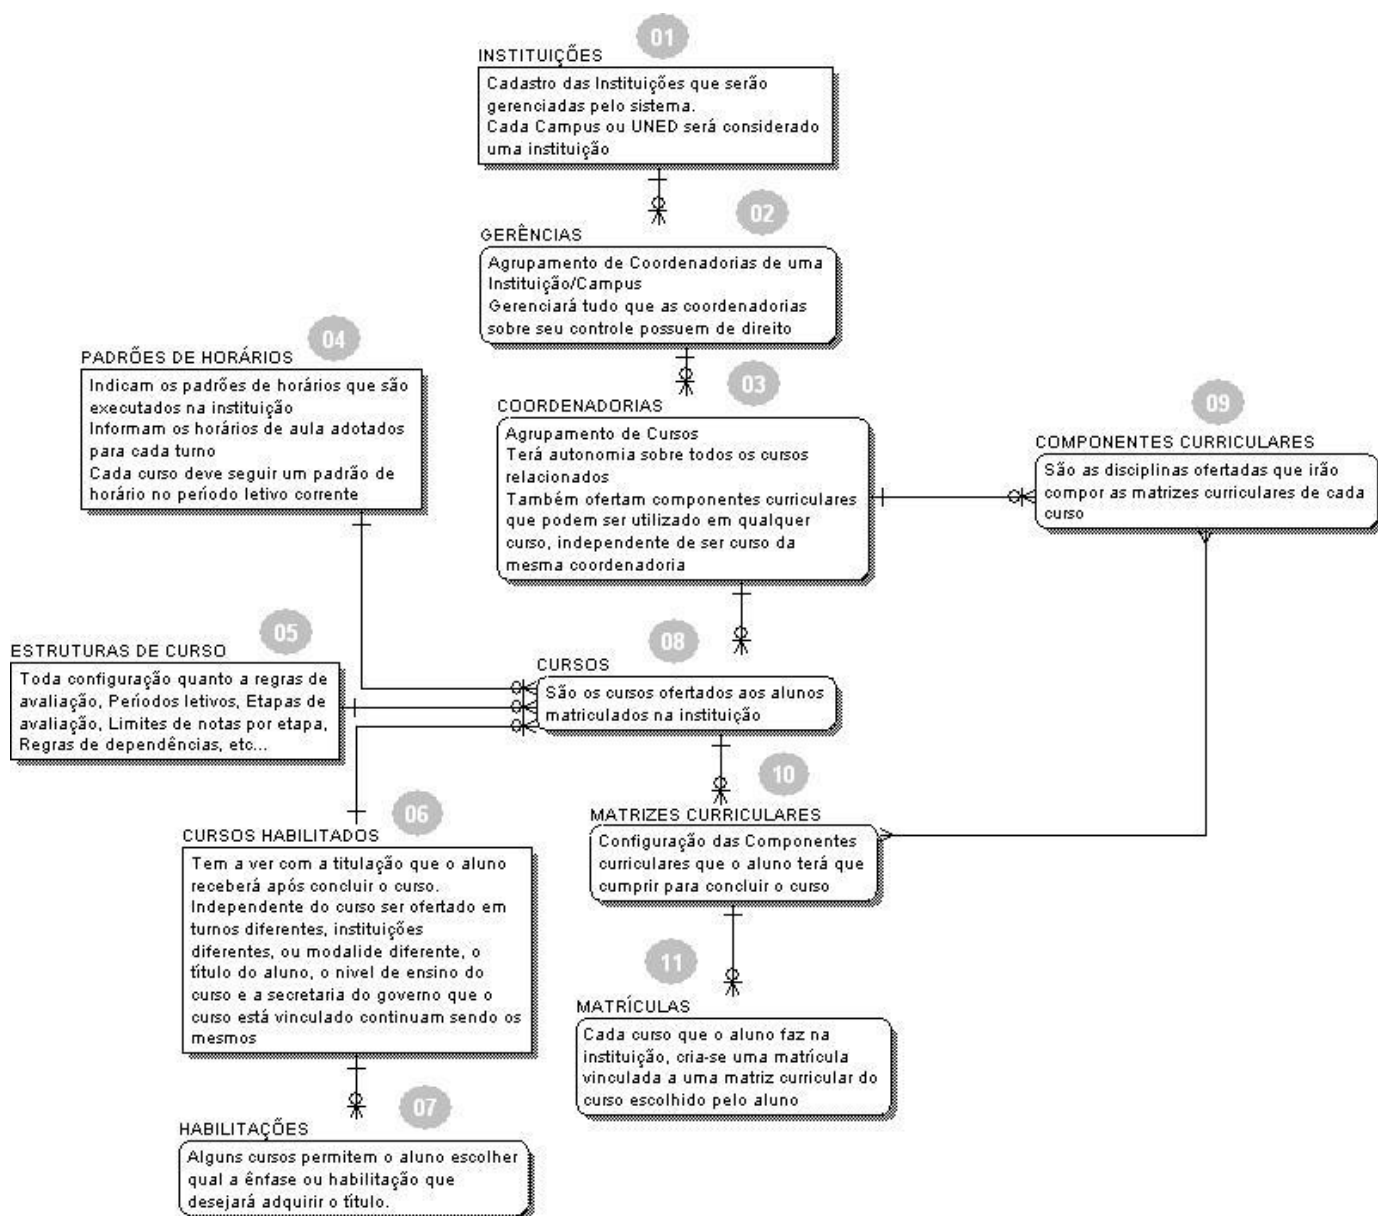 01
INSTITUIÇÕES
Cadastro das Instituições que serão
gerenciadas pelo sistema.
Cada Campus ou UNED será considerado
uma instituição
02
GERÊNCIAS
Agrupamento de Coordenadorias de uma
Instituição/Campus
Gerenciará tudo que as coordenadorias
sobre seu controle possuem de direito
04
PADRÕES DE HORÁRIOS
Indicam os padrões de horários que são
executados na instituição
Informam os horários de aula adotados
para cada turno
Cada curso deve seguir um padrão de
horário no período letivo corrente
03
COORDENADORIAS
Agrupamento de Cursos
Terá autonomia sobre todos os cursos
relacionados
Também ofertam componentes curriculares
que podem ser utilizado em qualquer
curso, independente de ser curso da
mesma coordenadoria
09
COMPONENTES CURRICULARES
São as disciplinas ofertadas que irão
compor as matrizes curriculares de cada
curso
05
ESTRUTURAS DE CURSO
Toda configuração quanto a regras de
avaliação, Períodos letivos, Etapas de
avaliação, Limites de notas por etapa,
Regras de dependências, etc...
08
CURSOS
São os cursos ofertados aos alunos
matriculados na instituição
06
CURSOS HABILITADOS
Tem a ver com a titulação que o aluno
receberá após concluir o curso.
Independente do curso ser ofertado em
turnos diferentes, instituições
diferentes, ou modalide diferente, o
título do aluno, o nivel de ensino do
curso e a secretaria do governo que o
curso está vinculado continuam sendo os
mesmos
10
MATRIZES CURRICULARES
Configuração das Componentes
curriculares que o aluno terá que
cumprir para concluir o curso
11
MATRÍCULAS
Cada curso que o aluno faz na
instituição, cria-se uma matrícula
vinculada a uma matriz curricular do
curso escolhido pelo aluno
07
HABILITAÇÕES
Alguns cursos permitem o aluno escolher
qual a ênfase ou habilitação que
desejará adquirir o título.